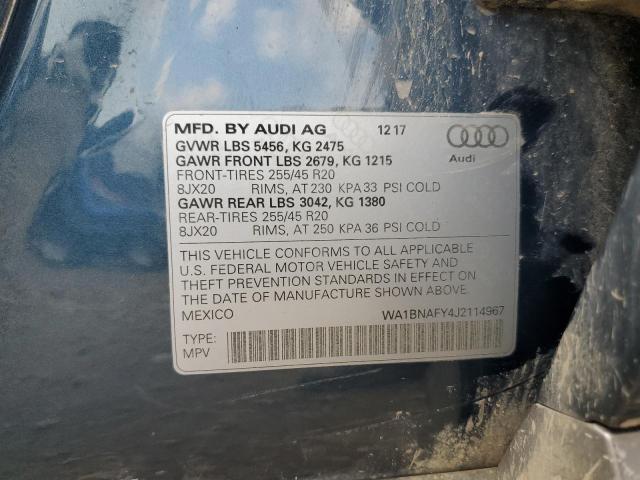 MFD. BY AUDI AG 12 17
GVWR LBS 5456, KG 2475
GAWR FRONT LBS 2679, KG 1215
FRONT-TIRES 255/45 R20
8JX20 RIMS, AT 230 KPA 33 PSI COLD
GAWR REAR LBS 3042, KG 1380
REAR-TIRES 255/45 R20
8JX20 RIMS, AT 250 KPA 36 PSI COLD
Audi
THIS VEHICLE CONFORMS TO ALL APPLICABLE
U.S. FEDERAL MOTOR VEHICLE SAFETY AND
THEFT PREVENTION STANDARDS IN EFFECT ON
THE DATE OF MANUFACTURE SHOWN ABOVE.
MEXICO WA1BNAFY4J2114967
TYPE:
MPV